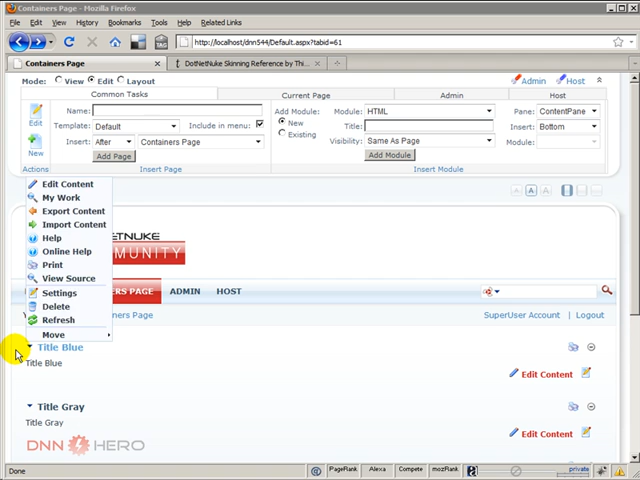 Containers Page - Mozilla Firefox
File Edit View History Bookmarks Tools Help Related Links
http://localhost/dnn544/Default.aspx?tabid=61
Containers Page
DotNetNuke Skinning Reference by Thi...
Mode: View Edit Layout
Admin Host
Common Tasks Current Page Admin Host
Edit
New
Actions
Name:
Template: Default Include in menu:
Insert: After Containers Page
Add Page
Insert Page
Add Module: New Existing
Module: HTML
Title:
Visibility: Same As Page
Add Module
Pane: ContentPane
Insert: Bottom
Module:
Insert Module
Edit Content
My Work
Export Content
Import Content
Help
Online Help
Print
View Source
Settings
Delete
Refresh
Move
ETNUKE
MUNITY
ERS PAGE ADMIN HOST
ntainers Page
SuperUser Account | Logout
Title Blue
Title Blue
Edit Content
Title Gray
Title Gray
Edit Content
DNN HERO
Done
PageRank Alexa Compete mozRank private